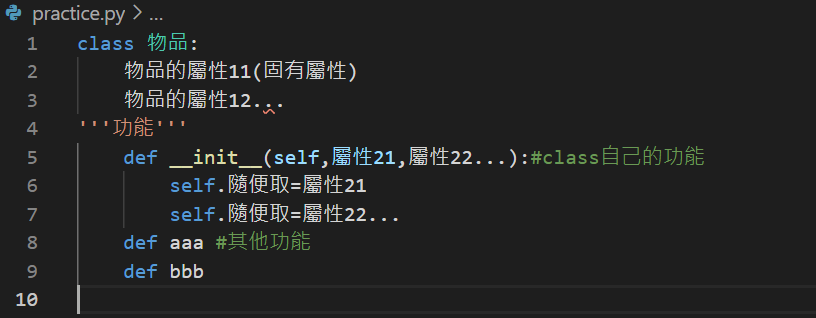 practice.py > ...
1 class 物品:
2     物品的屬性11(固有屬性)
3     物品的屬性12...
4 '''功能'''
5     def __init__(self,屬性21,屬性22...):#class自己的功能
6         self.隨便取=屬性21
7         self.隨便取=屬性22...
8     def aaa #其他功能
9     def bbb
10